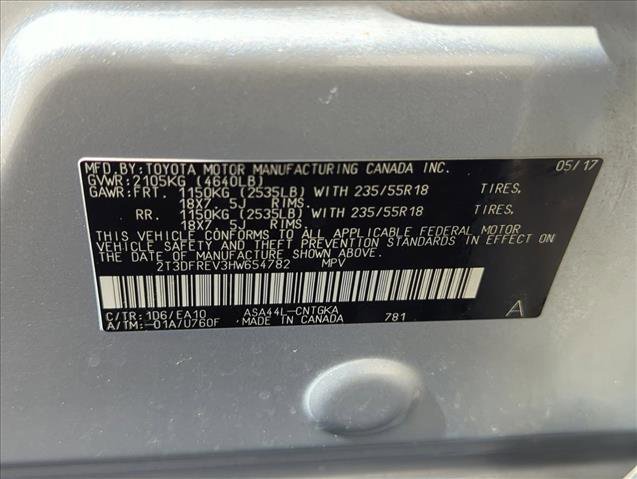 MFD.BY: TOYOTA MOTOR MANUFACTURING CANADA INC. 05/17
GVWR: 2105KG (4640LB)
GAWR: FRT. 1150KG (2535LB) WITH 235/55R18 TIRES,
18X7. 5J RIMS.
RR. 1150KG (2535LB) WITH 235/55R18 TIRES,
18X7. 5J RIMS.
THIS VEHICLE CONFORMS TO ALL APPLICABLE FEDERAL MOTOR
VEHICLE SAFETY AND THEFT PREVENTION STANDARDS IN EFFECT
ON THE DATE OF MANUFACTURE SHOWN ABOVE.
2T3DFREV3HW654782 MPV
C/TR: 1D6/EA10 ASA44L-CNTGKA 781 A
A/TM:-01A/U760F MADE IN CANADA